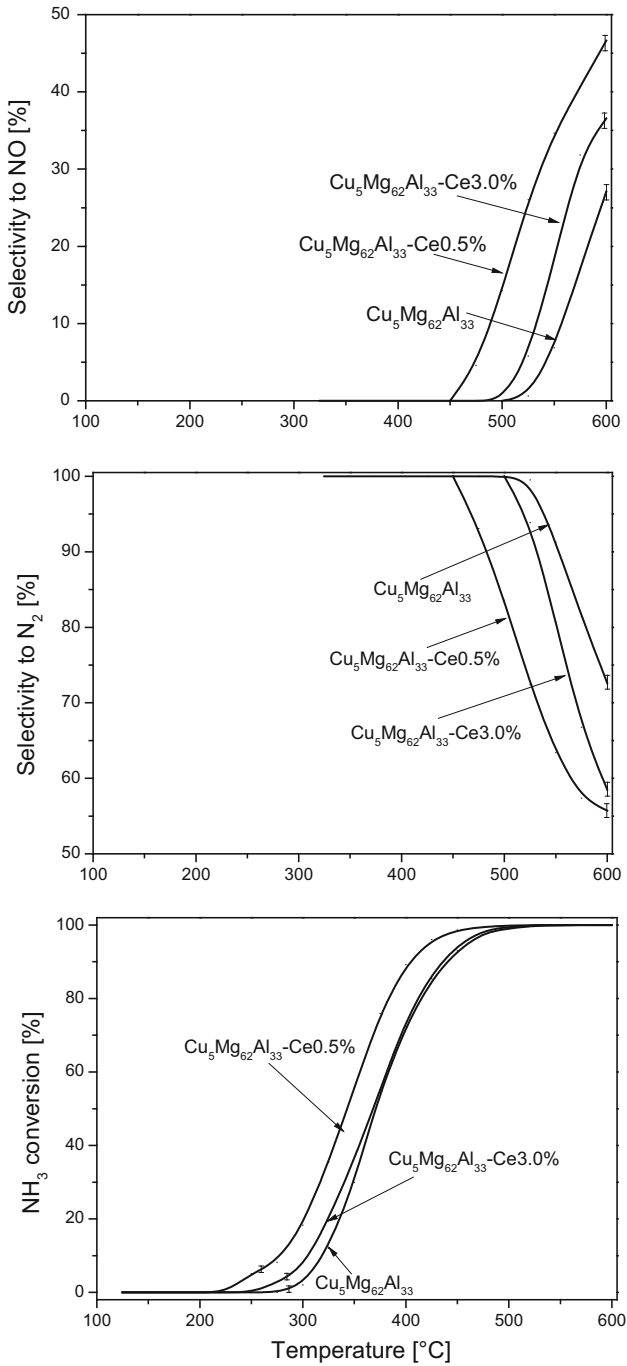 50
40
30
20
10
0
Selectivity to NO [%]
Cu₅Mg₆₂Al₃₃-Ce3.0%
Cu₅Mg₆₂Al₃₃-Ce0.5%
Cu₅Mg₆₂Al₃₃
100 200 300 400 500 600
100
90
80
70
60
50
Selectivity to N₂ [%]
Cu₅Mg₆₂Al₃₃
Cu₅Mg₆₂Al₃₃-Ce0.5%
Cu₅Mg₆₂Al₃₃-Ce3.0%
100 200 300 400 500 600
100
80
60
40
20
0
NH₃ conversion [%]
Cu₅Mg₆₂Al₃₃-Ce0.5%
Cu₅Mg₆₂Al₃₃-Ce3.0%
Cu₅Mg₆₂Al₃₃
100 200 300 400 500 600
Temperature [°C]